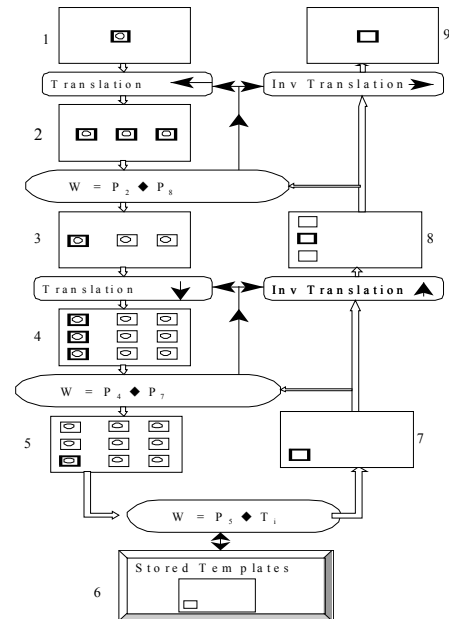 1
9
Translation
Inv Translation
2
W = P₂ ◆ P₈
3
8
Translation
Inv Translation
4
W = P₄ ◆ P₇
5
7
W = P₅ ◆ Tᵢ
Stored Templates
6